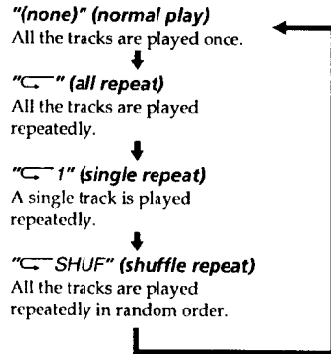 "(none)" (normal play)
All the tracks are played once.
"⊂→" (all repeat)
All the tracks are played
repeatedly.
"⊂→ 1" (single repeat)
A single track is played
repeatedly.
"⊂→ SHUF" (shuffle repeat)
All the tracks are played
repeatedly in random order.